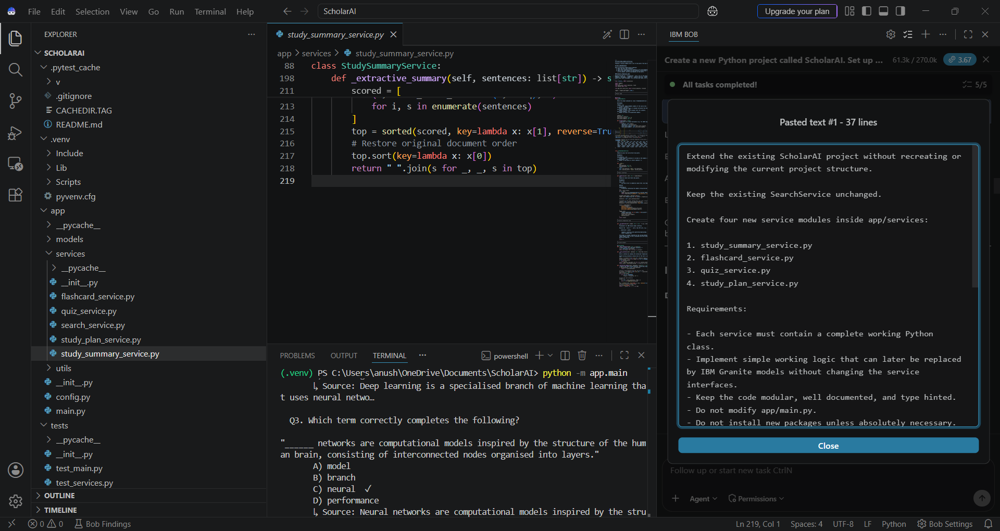 File Edit Selection View Go Run Terminal Help
ScholarAI
Upgrade your plan
EXPLORER
SCHOLARAI
.pytest_cache
v
.gitignore
CACHEDIR.TAG
README.md
.venv
Include
Lib
Scripts
pyvenv.cfg
app
__pycache__
models
services
__pycache__
__init__.py
flashcard_service.py
quiz_service.py
search_service.py
study_plan_service.py
study_summary_service.py
utils
__init__.py
config.py
main.py
tests
__pycache__
__init__.py
test_main.py
test_services.py
OUTLINE
TIMELINE
study_summary_service.py
app > services > study_summary_service.py
88 class StudySummaryService:
198 def _extractive_summary(self, sentences: list[str]) -> s
211 scored = [
213 for i, s in enumerate(sentences)
214 ]
215 top = sorted(scored, key=lambda x: x[1], reverse=Tru
216 # Restore original document order
217 top.sort(key=lambda x: x[0])
218 return " ".join(s for _, _, s in top)
219
PROBLEMS OUTPUT TERMINAL
powershell
(.venv) PS C:\Users\anush\OneDrive\Documents\ScholarAI> python -m app.main
↳ Source: Deep learning is a specialised branch of machine learning tha
t uses neural netwo…
Q3. Which term correctly completes the following?
"______ networks are computational models inspired by the structure of the hum
an brain, consisting of interconnected nodes organised into layers."
A) model
B) branch
C) neural ✓
D) performance
↳ Source: Neural networks are computational models inspired by the stru
IBM BOB
Create a new Python project called ScholarAI. Set up ... 61.3k / 270.0k 3.67
All tasks completed! 5/5
Pasted text #1 - 37 lines
Extend the existing ScholarAI project without recreating or
modifying the current project structure.
Keep the existing SearchService unchanged.
Create four new service modules inside app/services:
1. study_summary_service.py
2. flashcard_service.py
3. quiz_service.py
4. study_plan_service.py
Requirements:
- Each service must contain a complete working Python
class.
- Implement simple working logic that can later be replaced
by IBM Granite models without changing the service
interfaces.
- Keep the code modular, well documented, and type hinted.
- Do not modify app/main.py.
- Do not install new packages unless absolutely necessary.
Close
Follow up or start new task CtrlN
Agent Permissions
0 0 Bob Findings
Ln 219, Col 1 Spaces: 4 UTF-8 LF Python Bob Settings